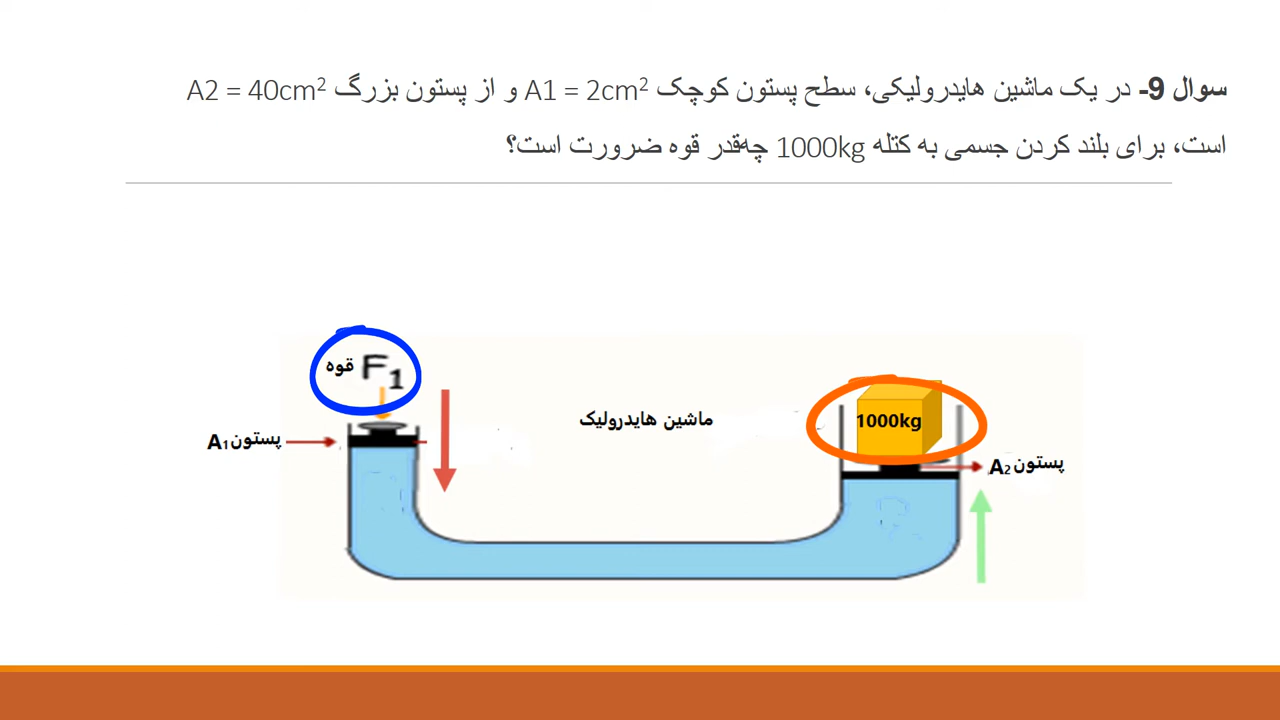 سوال 9- در یک ماشین هایدرولیکی، سطح پستون کوچک A1 = 2cm² و از پستون بزرگ A2 = 40cm²
است، برای بلند کردن جسمی به کتله 1000kg چه‌قدر قوه ضرورت است؟
قوه F₁
1000kg
ماشین هایدرولیک
پستون A₁
پستون A₂